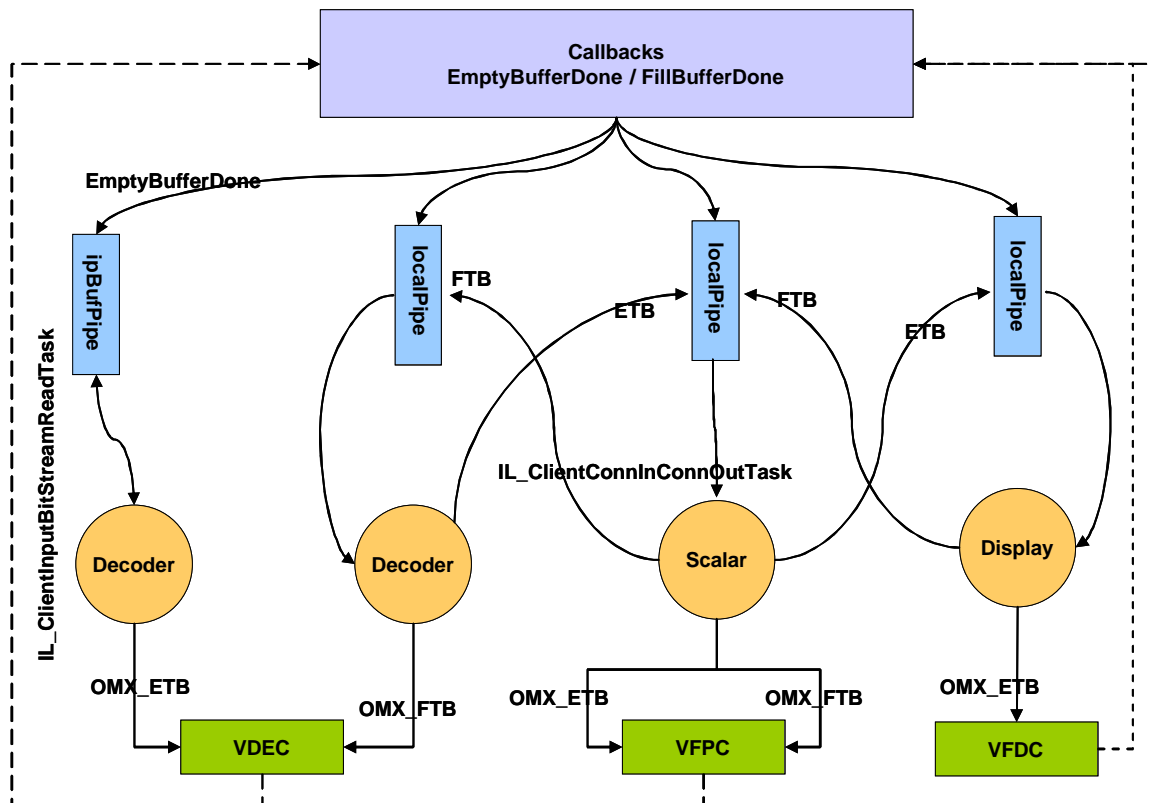 Callbacks
EmptyBufferDone / FillBufferDone
EmptyBufferDone
ipBufPipe
localPipe
localPipe
localPipe
FTB
ETB
FTB
ETB
IL_ClientInputBitStreamReadTask
IL_ClientConnInConnOutTask
Decoder
Decoder
Scalar
Display
OMX_ETB
OMX_FTB
OMX_ETB
OMX_FTB
OMX_ETB
VDEC
VFPC
VFDC